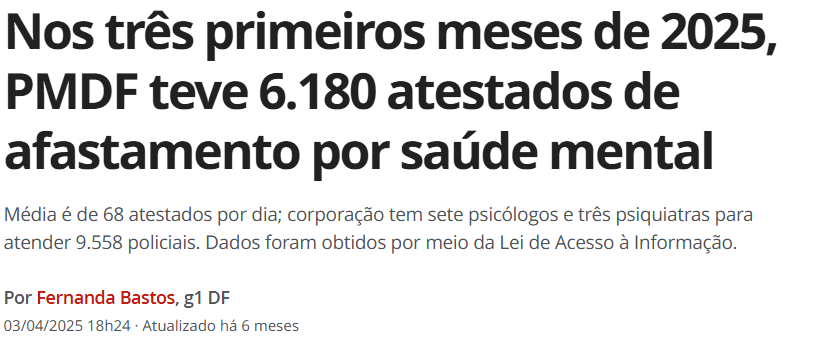 Nos três primeiros meses de 2025,
PMDF teve 6.180 atestados de
afastamento por saúde mental
Média é de 68 atestados por dia; corporação tem sete psicólogos e três psiquiatras para
atender 9.558 policiais. Dados foram obtidos por meio da Lei de Acesso à Informação.
Por Fernanda Bastos, g1 DF
03/04/2025 18h24 · Atualizado há 6 meses